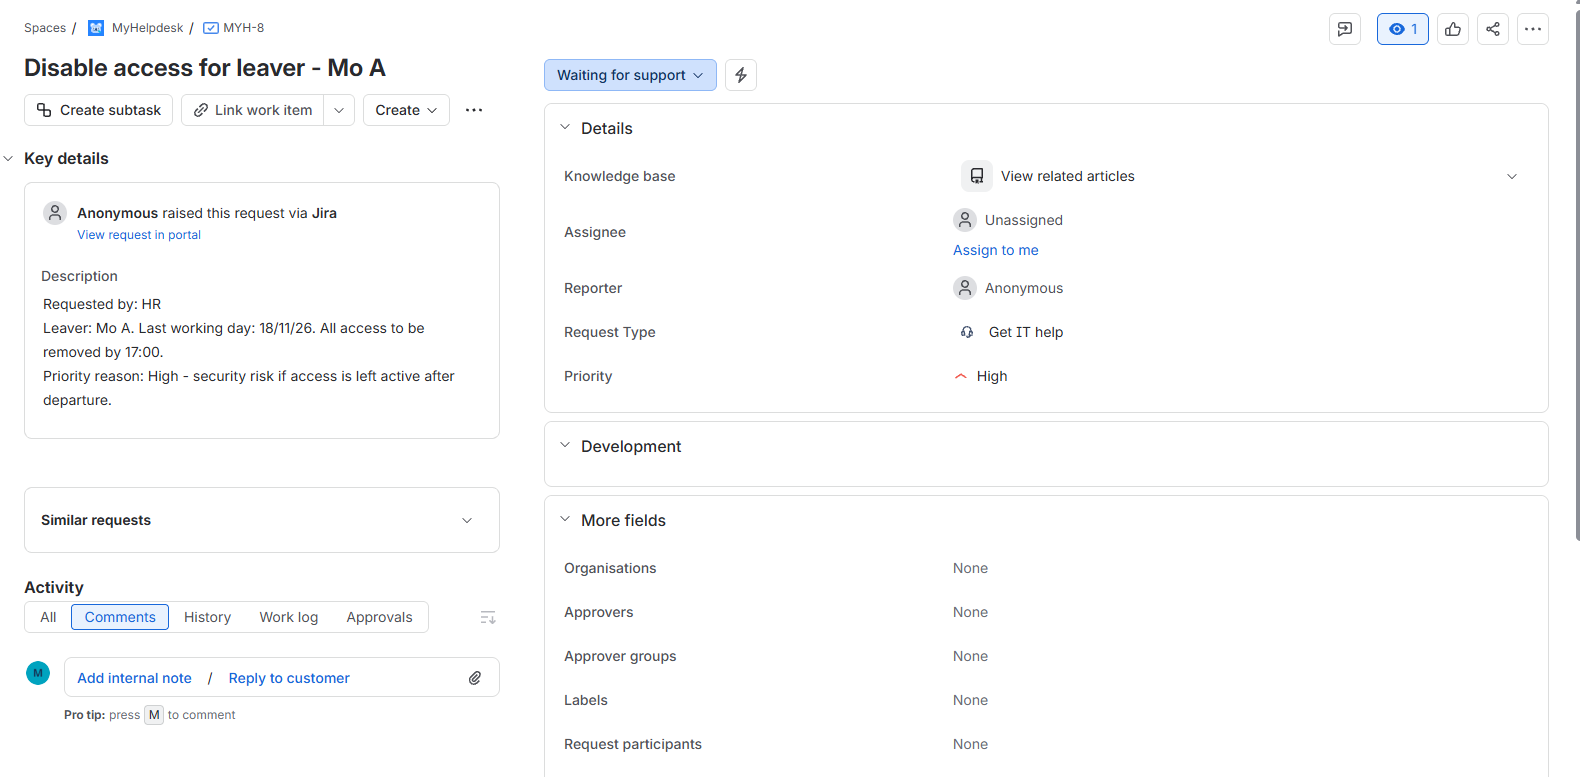 Spaces / MyHelpdesk / MYH-8
1
Disable access for leaver - Mo A
Create subtask
Link work item
Create
Waiting for support
Key details
Anonymous raised this request via Jira
View request in portal
Description
Requested by: HR
Leaver: Mo A. Last working day: 18/11/26. All access to be
removed by 17:00.
Priority reason: High - security risk if access is left active after
departure.
Similar requests
Activity
All Comments History Work log Approvals
M
Add internal note / Reply to customer
Pro tip: press M to comment
Details
Knowledge base View related articles
Assignee Unassigned
Assign to me
Reporter Anonymous
Request Type Get IT help
Priority High
Development
More fields
Organisations None
Approvers None
Approver groups None
Labels None
Request participants None